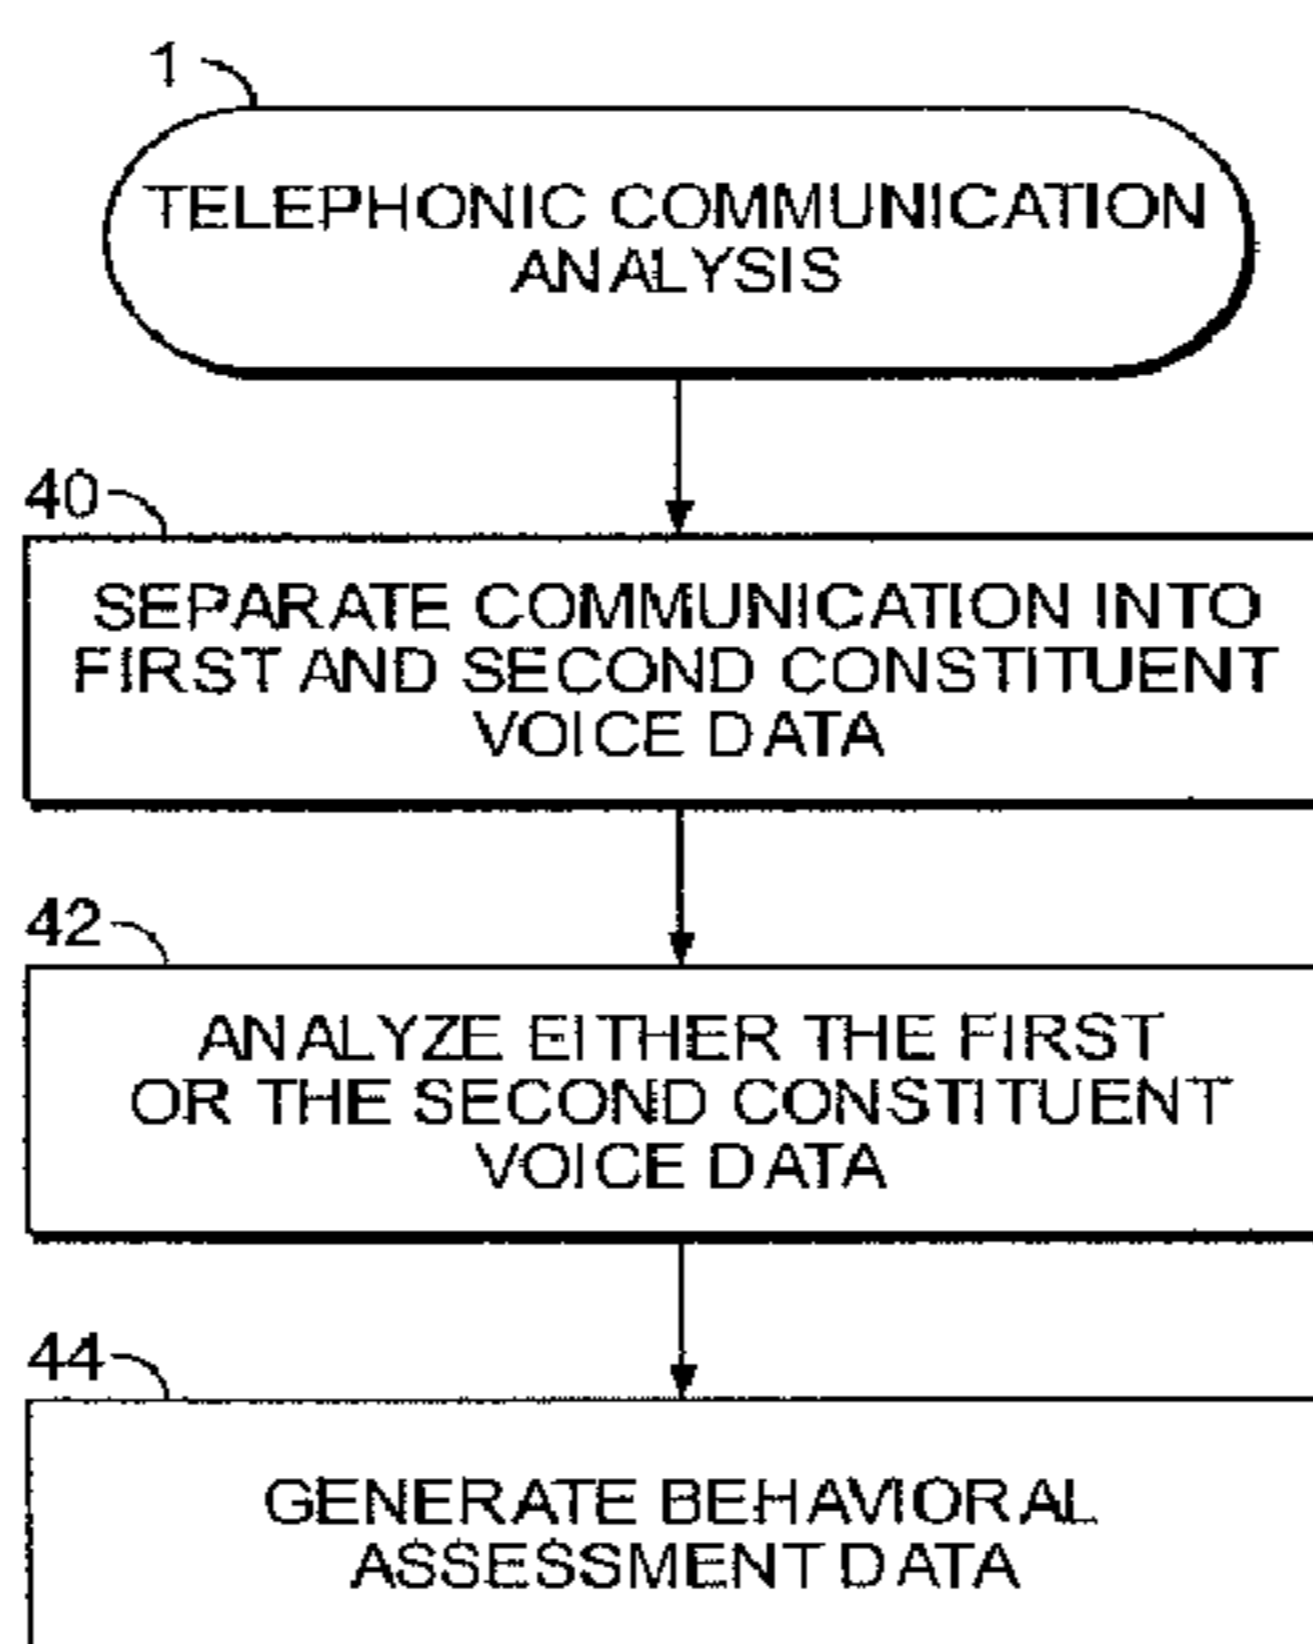 1
TELEPHONIC COMMUNICATION
ANALYSIS
40
SEPARATE COMMUNICATION INTO
FIRST AND SECOND CONSTITUENT
VOICE DATA
42
ANALYZE EITHER THE FIRST
OR THE SECOND CONSTITUENT
VOICE DATA
44
GENERATE BEHAVIORAL
ASSESSMENT DATA